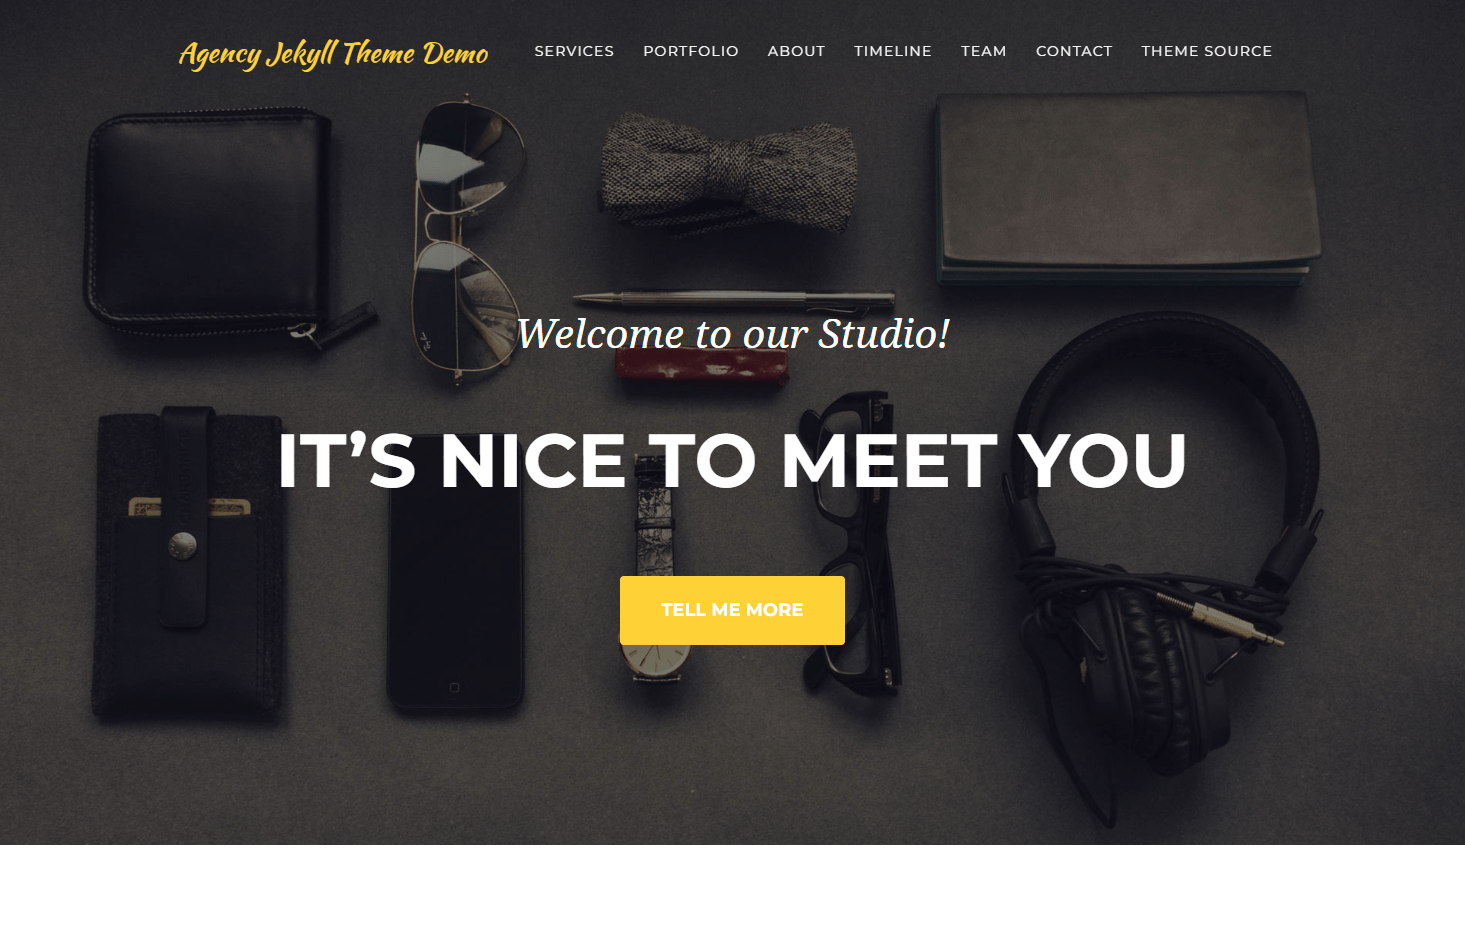 Agency Jekyll Theme Demo SERVICES PORTFOLIO ABOUT TIMELINE TEAM CONTACT THEME SOURCE
Welcome to our Studio!
IT’S NICE TO MEET YOU
TELL ME MORE